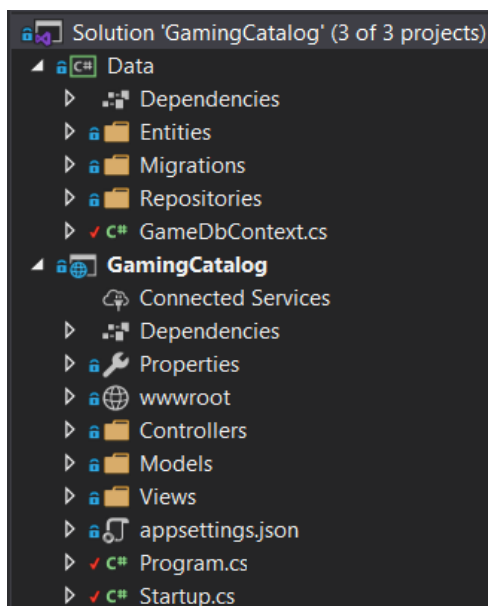 Solution 'GamingCatalog' (3 of 3 projects)
C# Data
Dependencies
Entities
Migrations
Repositories
C# GameDbContext.cs
GamingCatalog
Connected Services
Dependencies
Properties
wwwroot
Controllers
Models
Views
appsettings.json
C# Program.cs
C# Startup.cs